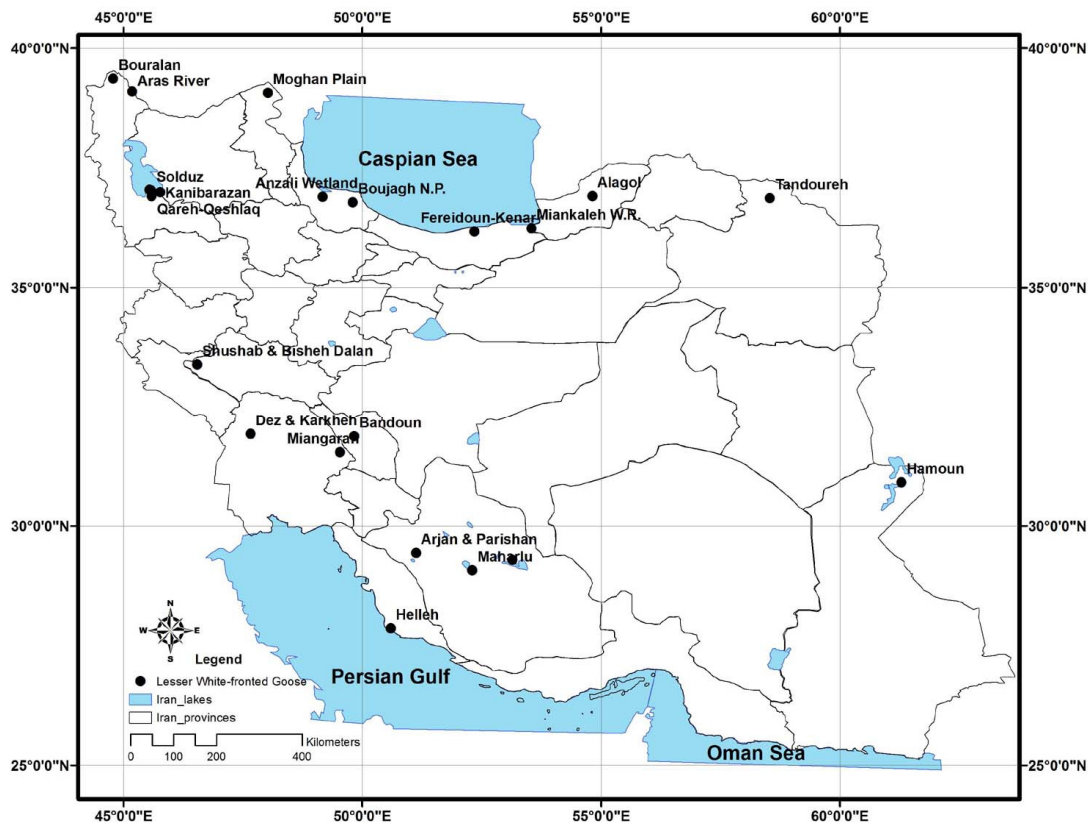 45°0'0"E 50°0'0"E 55°0'0"E 60°0'0"E
40°0'0"N 40°0'0"N
Bouralan
Aras River
Moghan Plain
Caspian Sea
Solduz
Kanibarazan
Qareh-Qeshlaq
Anzali Wetland
Boujagh N.P.
Alagol
Tandoureh
Fereidoun-Kenar
Miankaleh W.R.
35°0'0"N 35°0'0"N
Shushab & Bisheh Dalan
Dez & Karkheh
Bandoun
Miangaran
Hamoun
30°0'0"N 30°0'0"N
Arjan & Parishan
Maharlu
Helleh
N
W E
S
Persian Gulf
Legend
Lesser White-fronted Goose
Iran_lakes
Iran_provinces
Kilometers
0 100 200 400
Oman Sea
25°0'0"N 25°0'0"N
45°0'0"E 50°0'0"E 55°0'0"E 60°0'0"E